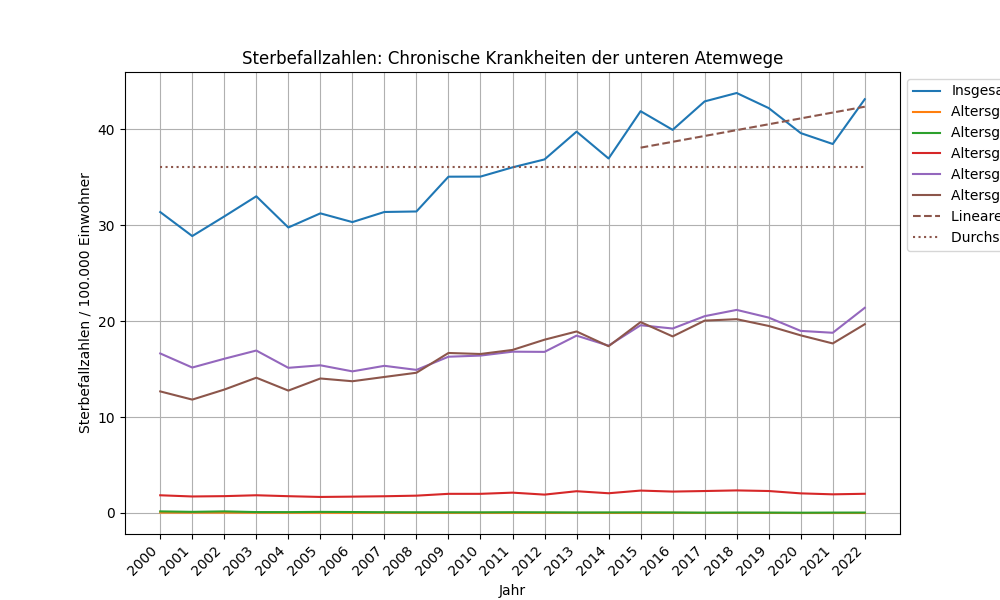 Sterbefallzahlen: Chronische Krankheiten der unteren Atemwege
Sterbefallzahlen / 100.000 Einwohner
40
30
20
10
0
2000
2001
2002
2003
2004
2005
2006
2007
2008
2009
2010
2011
2012
2013
2014
2015
2016
2017
2018
2019
2020
2021
2022
Jahr
Insgesa
Altersg
Altersg
Altersg
Altersg
Altersg
Lineare
Durchs